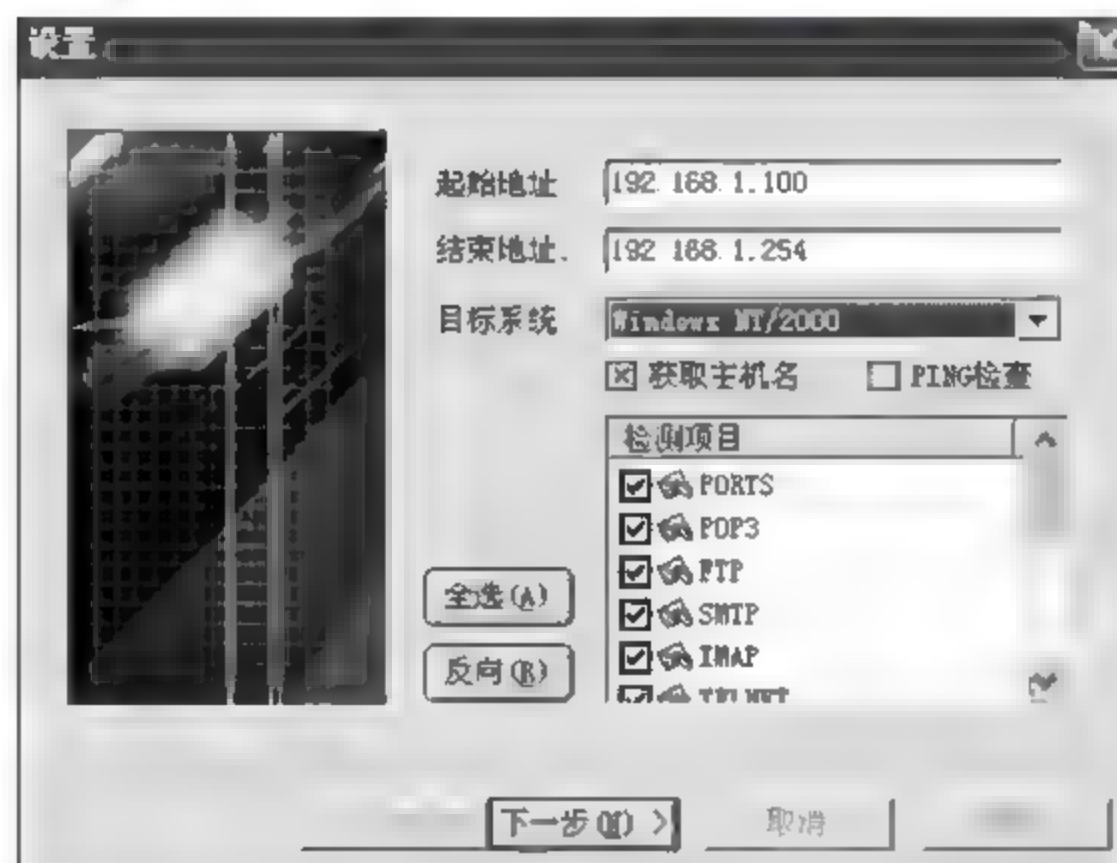 设置
起始地址 192.168.1.100
结束地址. 192.168.1.254
目标系统 Windows NT/2000
获取主机名 PING检查
检测项目
PORTS
POP3
FTP
SMTP
IMAP
TELNET
全选(A)
反向(R)
下一步(N) >
取消